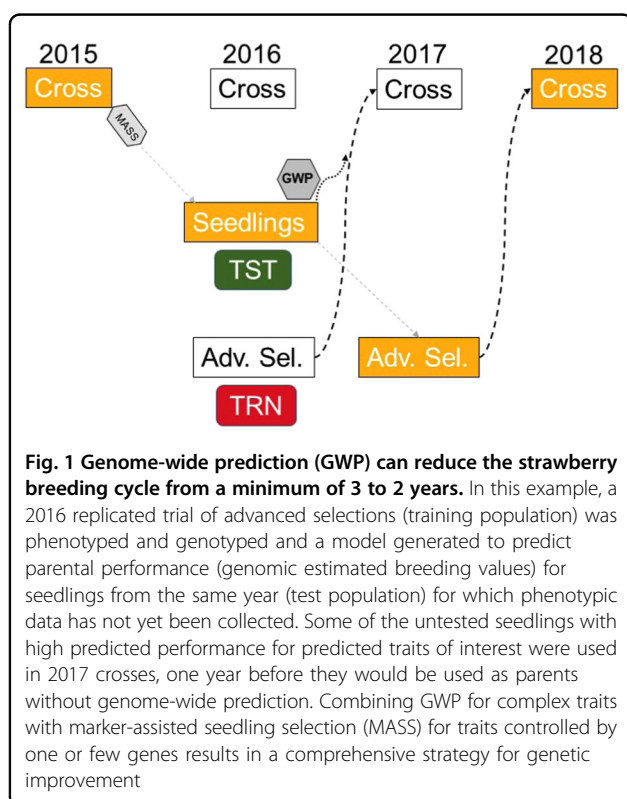 2015 2016 2017 2018
Cross Cross Cross Cross
MASS
GWP
Seedlings
TST
Adv. Sel. Adv. Sel.
TRN
Fig. 1 Genome-wide prediction (GWP) can reduce the strawberry
breeding cycle from a minimum of 3 to 2 years. In this example, a
2016 replicated trial of advanced selections (training population) was
phenotyped and genotyped and a model generated to predict
parental performance (genomic estimated breeding values) for
seedlings from the same year (test population) for which phenotypic
data has not yet been collected. Some of the untested seedlings with
high predicted performance for predicted traits of interest were used
in 2017 crosses, one year before they would be used as parents
without genome-wide prediction. Combining GWP for complex traits
with marker-assisted seedling selection (MASS) for traits controlled by
one or few genes results in a comprehensive strategy for genetic
improvement